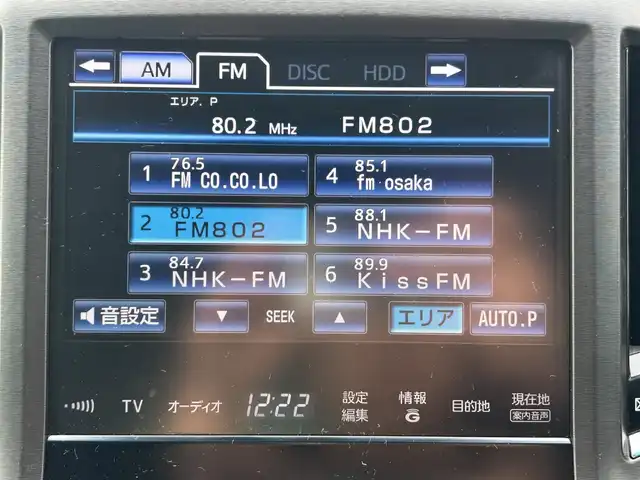 AM FM DISC HDD
エリア.P
80.2 MHz FM802
1 76.5 FM CO.CO.LO
4 85.1 fm osaka
2 80.2 FM802
5 88.1 NHK-FM
3 84.7 NHK-FM
6 89.9 KissFM
音設定 ▼ SEEK ▲ エリア AUTO.P
TV オーディオ 12:22 設定編集 情報G 目的地 現在地 案内音声